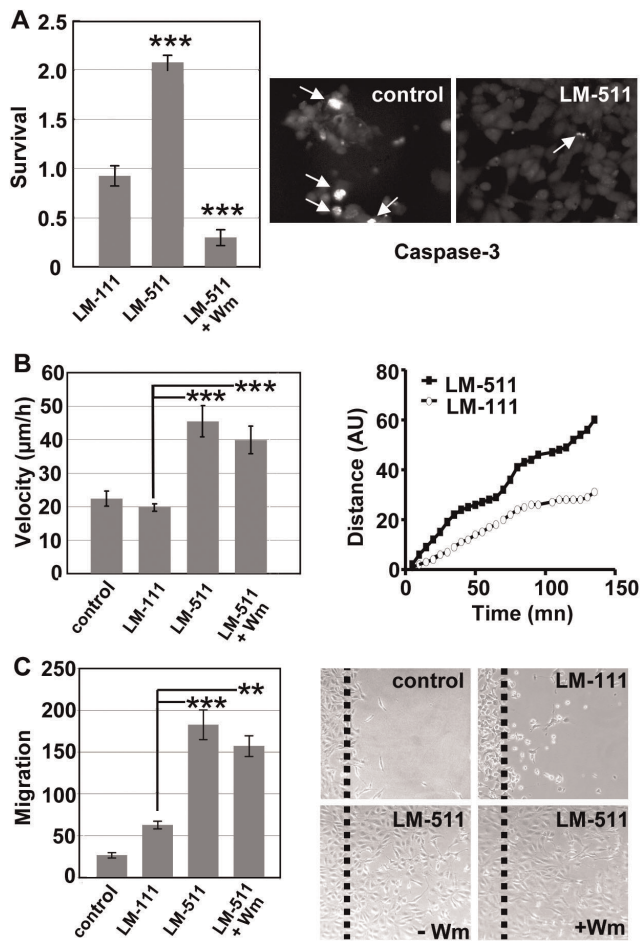 A
Survival
2.5
2.0
1.0
0.5
0
***
***
LM-111
LM-511
LM-511
+ Wm
control
LM-511
Caspase-3
B
Velocity (µm/h)
60
50
40
30
20
10
0
***
***
control
LM-111
LM-511
LM-511
+ Wm
Distance (AU)
80
60
40
20
0
LM-511
LM-111
0
50
100
150
Time (mn)
C
Migration
250
200
150
100
50
0
**
***
control
LM-111
LM-511
LM-511
+ Wm
control
LM-111
LM-511
- Wm
LM-511
+Wm